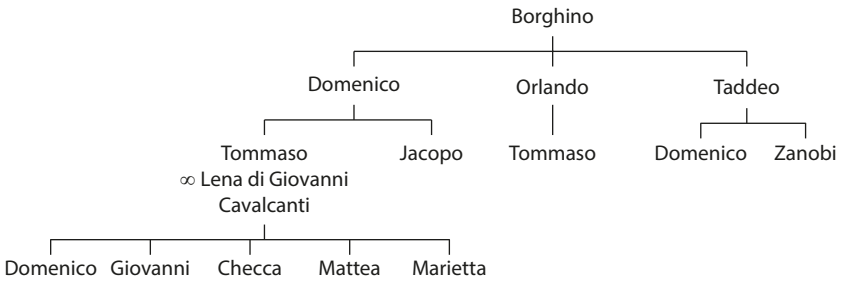 Borghino
Domenico Orlando Taddeo
Tommaso Jacopo Tommaso Domenico Zanobi
∞ Lena di Giovanni
Cavalcanti
Domenico Giovanni Checca Mattea Marietta